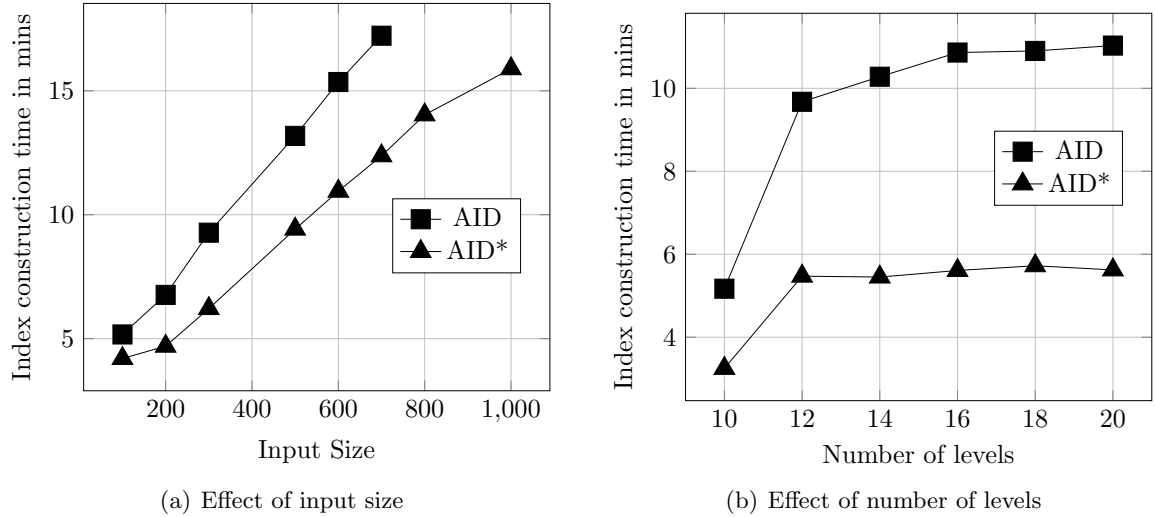 Index construction time in mins
15
10
5
AID
AID*
200 400 600 800 1,000
Input Size
(a) Effect of input size
Index construction time in mins
10
8
6
4
AID
AID*
10 12 14 16 18 20
Number of levels
(b) Effect of number of levels